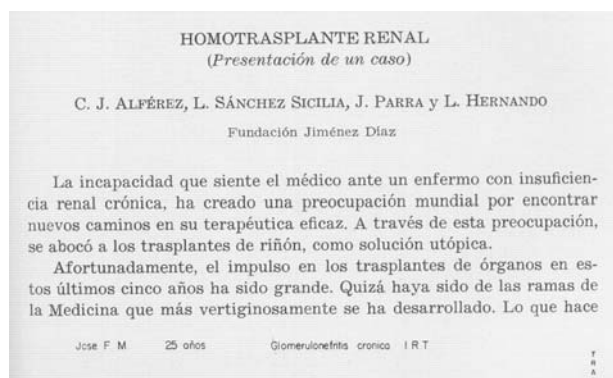 HOMOTRASPLANTE RENAL
(Presentación de un caso)
C. J. ALFÉREZ, L. SÁNCHEZ SICILIA, J. PARRA y L. HERNANDO
Fundación Jiménez Díaz
La incapacidad que siente el médico ante un enfermo con insuficien-
cia renal crónica, ha creado una preocupación mundial por encontrar
nuevos caminos en su terapéutica eficaz. A través de esta preocupación,
se abocó a los trasplantes de riñón, como solución utópica.
Afortunadamente, el impulso en los trasplantes de órganos en es-
tos últimos cinco años ha sido grande. Quizá haya sido de las ramas de
la Medicina que más vertiginosamente se ha desarrollado. Lo que hace
Jose F M 25 años Glomerulonefritis cronica I R T
T
R
A